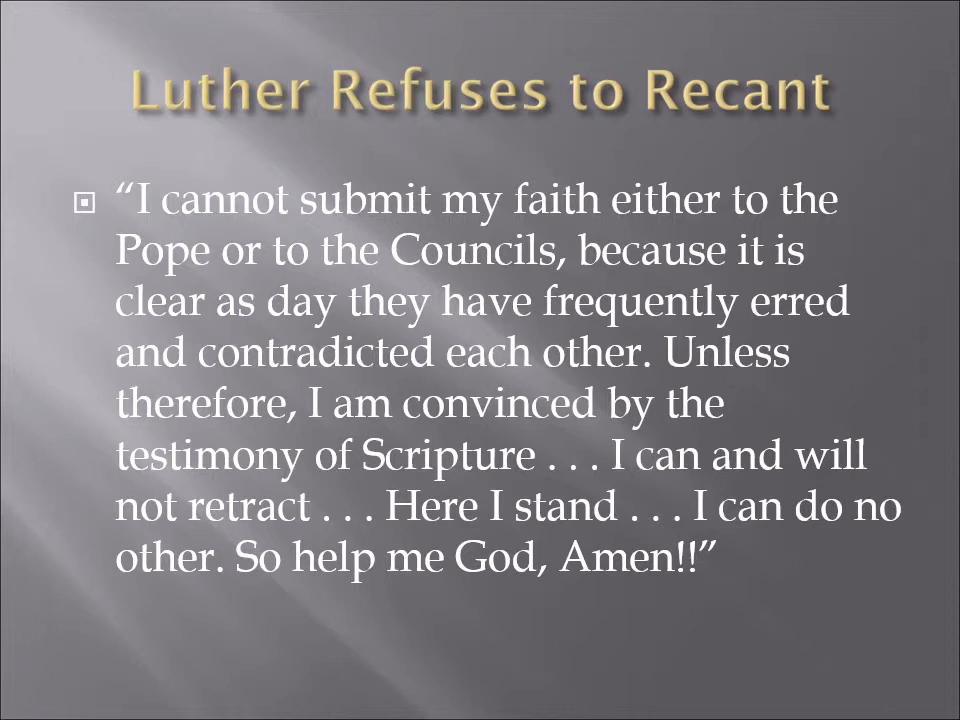 Luther Refuses to Recant
“I cannot submit my faith either to the
Pope or to the Councils, because it is
clear as day they have frequently erred
and contradicted each other. Unless
therefore, I am convinced by the
testimony of Scripture . . . I can and will
not retract . . . Here I stand . . . I can do no
other. So help me God, Amen!!”